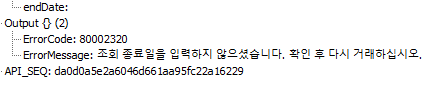 endDate:
Output {} (2)
ErrorCode: 80002320
ErrorMessage: 조회 종료일을 입력하지 않으셨습니다. 확인 후 다시 거래하십시오.
API_SEQ: da0d0a5e2a6046d661aa95fc22a16229